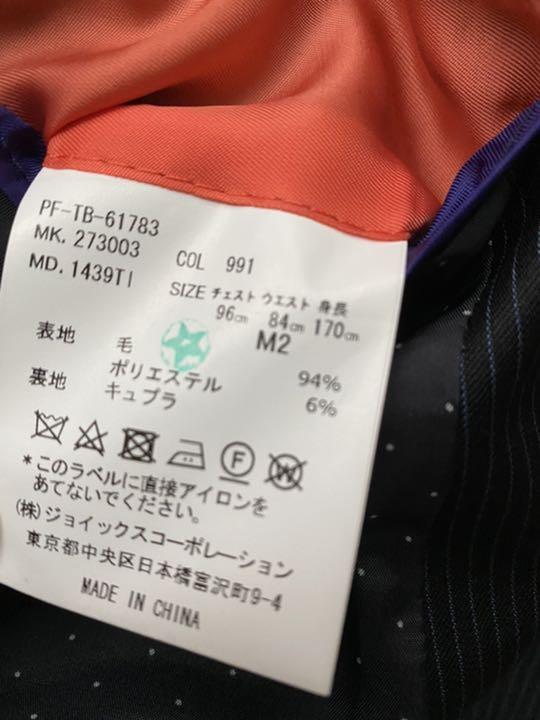 PF-TB-61783
MK. 273003
MD. 1439TI
COL 991
SIZE チェスト ウエスト 身長
96cm 84cm 170cm
M2
表地 毛
ポリエステル 94%
裏地 キュプラ 6%
F
W
*このラベルに直接アイロンを
あてないでください。
(株)ジョイックスコーポレーション
東京都中央区日本橋富沢町9-4
MADE IN CHINA